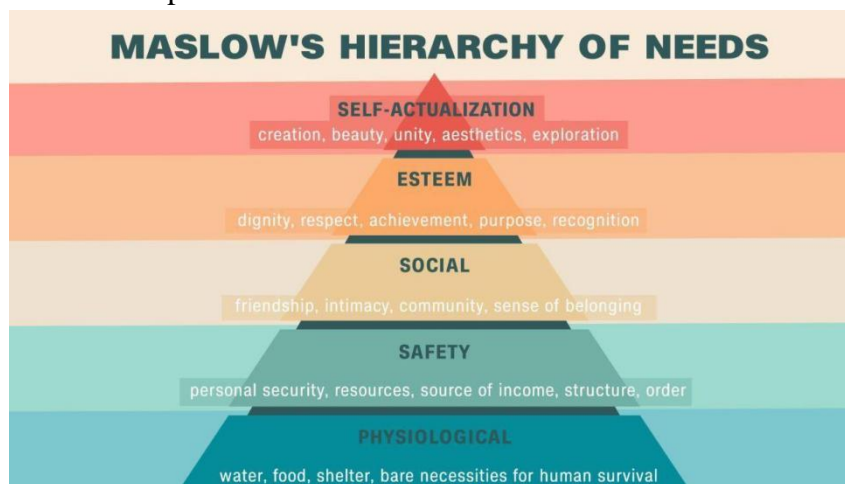 MASLOW'S HIERARCHY OF NEEDS
SELF-ACTUALIZATION
creation, beauty, unity, aesthetics, exploration
ESTEEM
dignity, respect, achievement, purpose, recognition
SOCIAL
friendship, intimacy, community, sense of belonging
SAFETY
personal security, resources, source of income, structure, order
PHYSIOLOGICAL
water, food, shelter, bare necessities for human survival